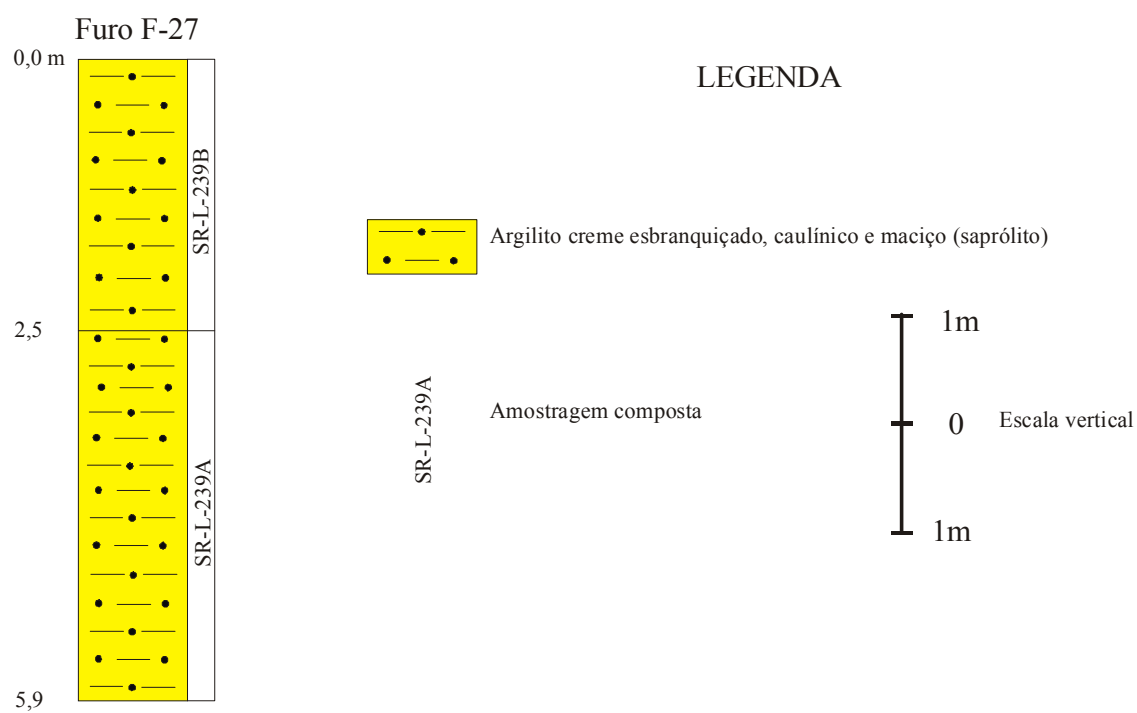 Furo F-27
0,0 m
LEGENDA
SR-L-239B
Argilito creme esbranquiçado, caulínico e maciço (saprólito)
2,5
1m
SR-L-239A
Amostragem composta
0
Escala vertical
SR-L-239A
1m
5,9